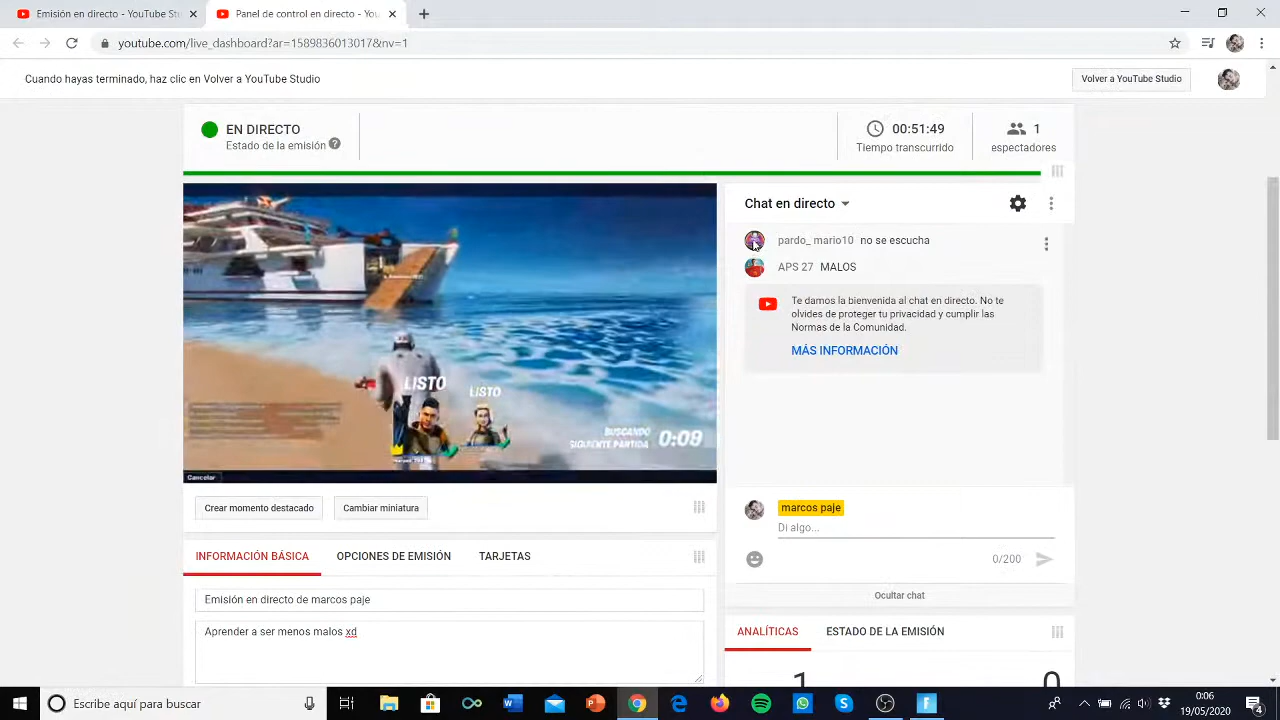 Emisión en directo de YouTube St
Panel de control en directo - You
youtube.com/live_dashboard?ar=1589836013017&nv=1
Cuando hayas terminado, haz clic en Volver a YouTube Studio
Volver a YouTube Studio
EN DIRECTO
Estado de la emisión ?
00:51:49
Tiempo transcurrido
1
espectadores
LISTO
LISTO
BUSCANDO
SIGUIENTE PARTIDA
0:09
Cancelar
Chat en directo
pardo_ mario10 no se escucha
APS 27 MALOS
Te damos la bienvenida al chat en directo. No te
olvides de proteger tu privacidad y cumplir las
Normas de la Comunidad.
MÁS INFORMACIÓN
marcos paje
Di algo...
0/200
Ocultar chat
Crear momento destacado
Cambiar miniatura
INFORMACIÓN BÁSICA
OPCIONES DE EMISIÓN
TARJETAS
Emisión en directo de marcos paje
Aprender a ser menos malos xd
ANALÍTICAS
ESTADO DE LA EMISIÓN
1
0
Escribe aquí para buscar
0:06
19/05/2020